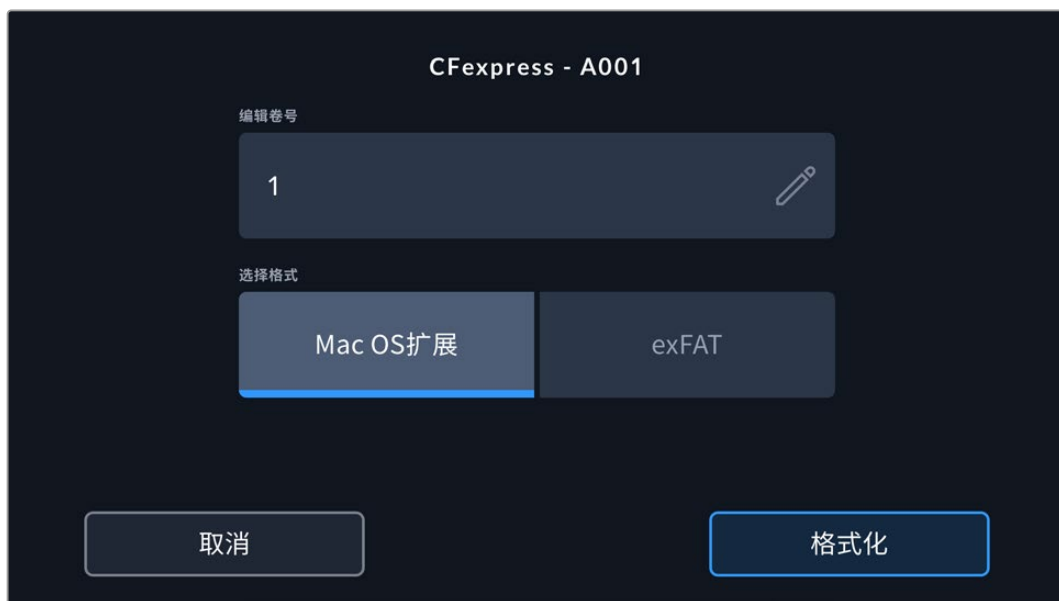 CFexpress - A001
编辑卷号
1
选择格式
Mac OS扩展
exFAT
取消
格式化